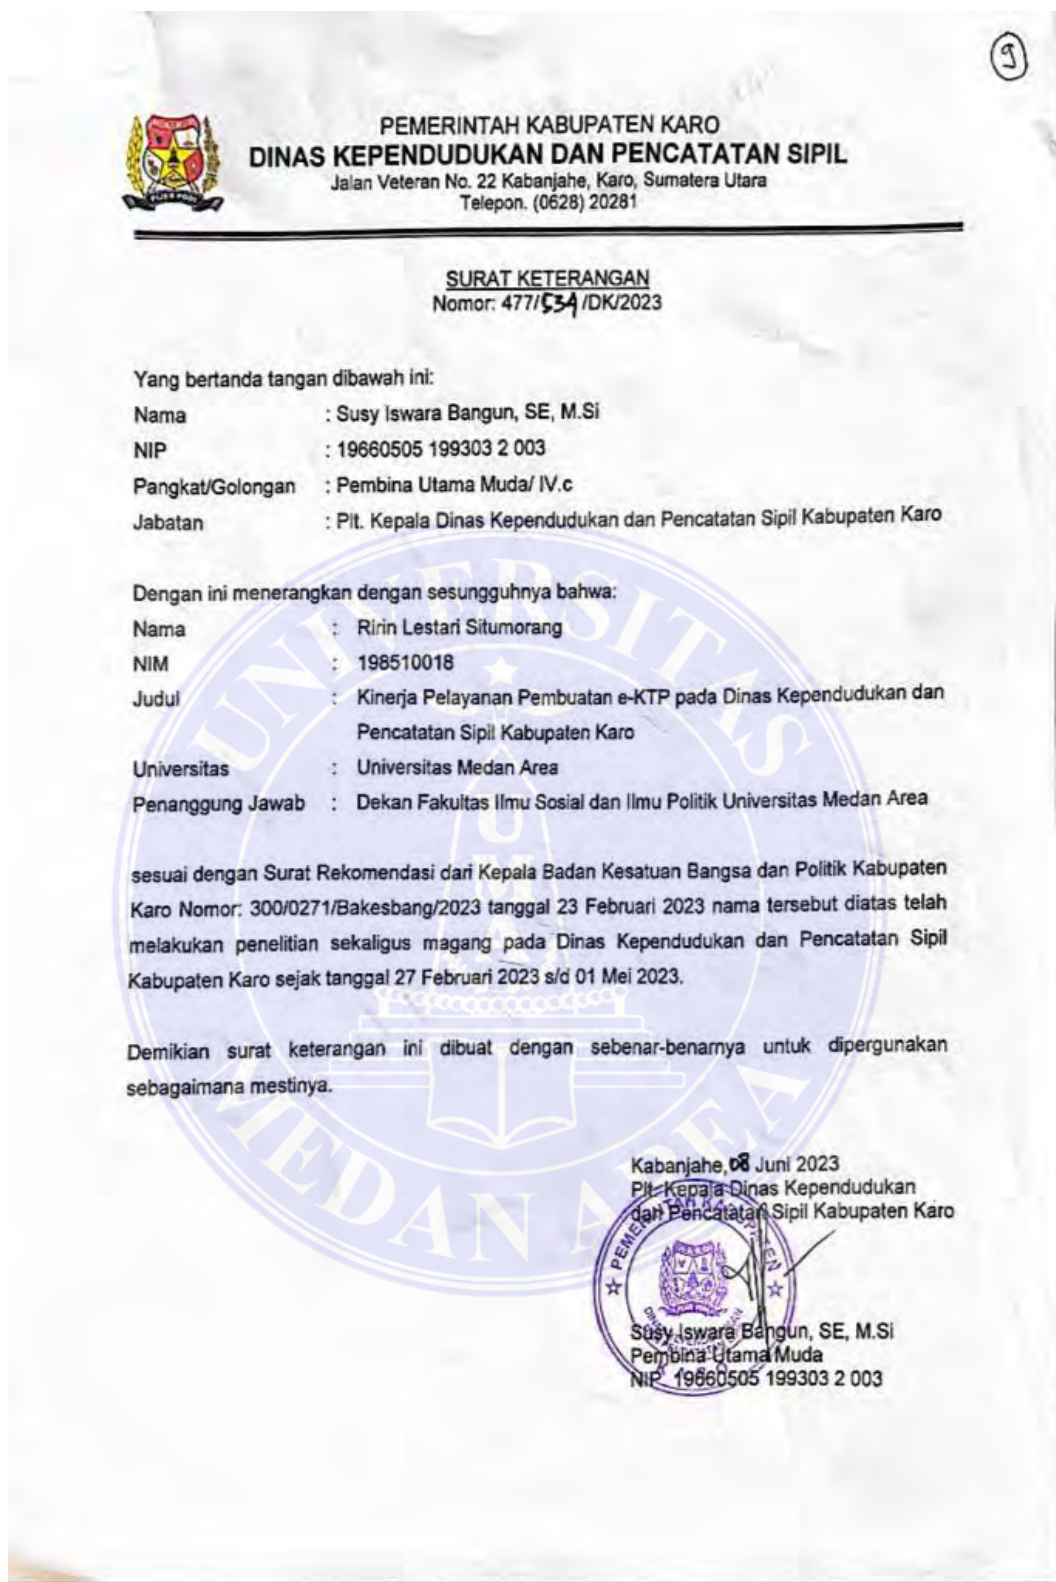 9
PEMERINTAH KABUPATEN KARO
DINAS KEPENDUDUKAN DAN PENCATATAN SIPIL
Jalan Veteran No. 22 Kabanjahe, Karo, Sumatera Utara
Telepon. (0628) 20281
SURAT KETERANGAN
Nomor: 477/534/DK/2023
Yang bertanda tangan dibawah ini:
Nama : Susy Iswara Bangun, SE, M.Si
NIP : 19660505 199303 2 003
Pangkat/Golongan : Pembina Utama Muda/ IV.c
Jabatan : Plt. Kepala Dinas Kependudukan dan Pencatatan Sipil Kabupaten Karo
Dengan ini menerangkan dengan sesungguhnya bahwa:
Nama : Ririn Lestari Situmorang
NIM : 198510018
Judul : Kinerja Pelayanan Pembuatan e-KTP pada Dinas Kependudukan dan
Pencatatan Sipil Kabupaten Karo
Universitas : Universitas Medan Area
Penanggung Jawab : Dekan Fakultas Ilmu Sosial dan Ilmu Politik Universitas Medan Area
sesuai dengan Surat Rekomendasi dari Kepala Badan Kesatuan Bangsa dan Politik Kabupaten
Karo Nomor: 300/0271/Bakesbang/2023 tanggal 23 Februari 2023 nama tersebut diatas telah
melakukan penelitian sekaligus magang pada Dinas Kependudukan dan Pencatatan Sipil
Kabupaten Karo sejak tanggal 27 Februari 2023 s/d 01 Mei 2023.
Demikian surat keterangan ini dibuat dengan sebenar-benarnya untuk dipergunakan
sebagaimana mestinya.
Kabanjahe, 08 Juni 2023
Plt. Kepala Dinas Kependudukan
dan Pencatatan Sipil Kabupaten Karo
PEMERINTAH KABUPATEN
Susy Iswara Bangun, SE, M.Si
Pembina Utama Muda
NIP. 19660505 199303 2 003
UNIVERSITAS
UMA
MEDAN AREA